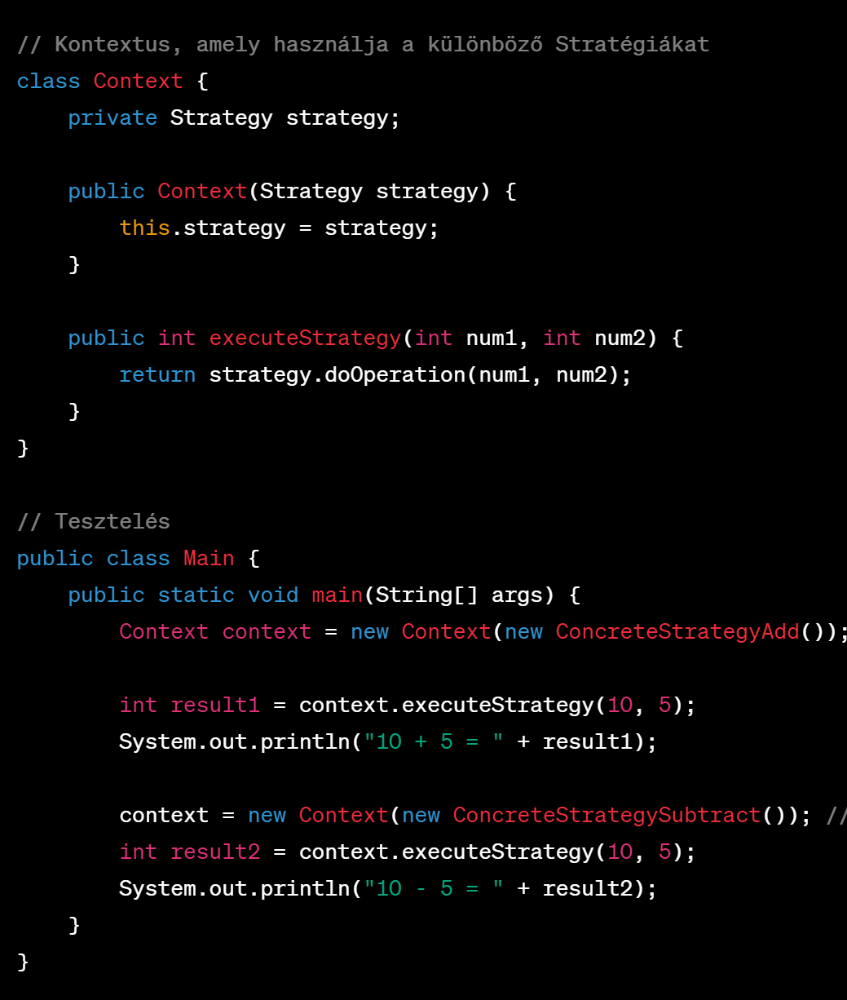 // Kontextus, amely használja a különböző Stratégiákat
class Context {
    private Strategy strategy;

    public Context(Strategy strategy) {
        this.strategy = strategy;
    }

    public int executeStrategy(int num1, int num2) {
        return strategy.doOperation(num1, num2);
    }
}

// Tesztelés
public class Main {
    public static void main(String[] args) {
        Context context = new Context(new ConcreteStrategyAdd());

        int result1 = context.executeStrategy(10, 5);
        System.out.println("10 + 5 = " + result1);

        context = new Context(new ConcreteStrategySubtract()); //
        int result2 = context.executeStrategy(10, 5);
        System.out.println("10 - 5 = " + result2);
    }
}